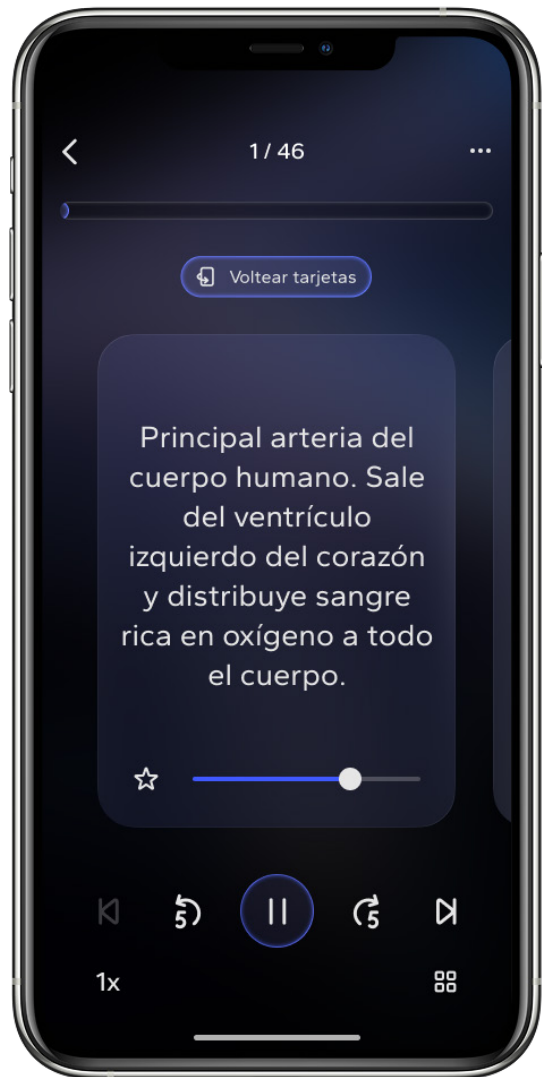 1 / 46
Voltear tarjetas
Principal arteria del
cuerpo humano. Sale
del ventrículo
izquierdo del corazón
y distribuye sangre
rica en oxígeno a todo
el cuerpo.
5
5
1x